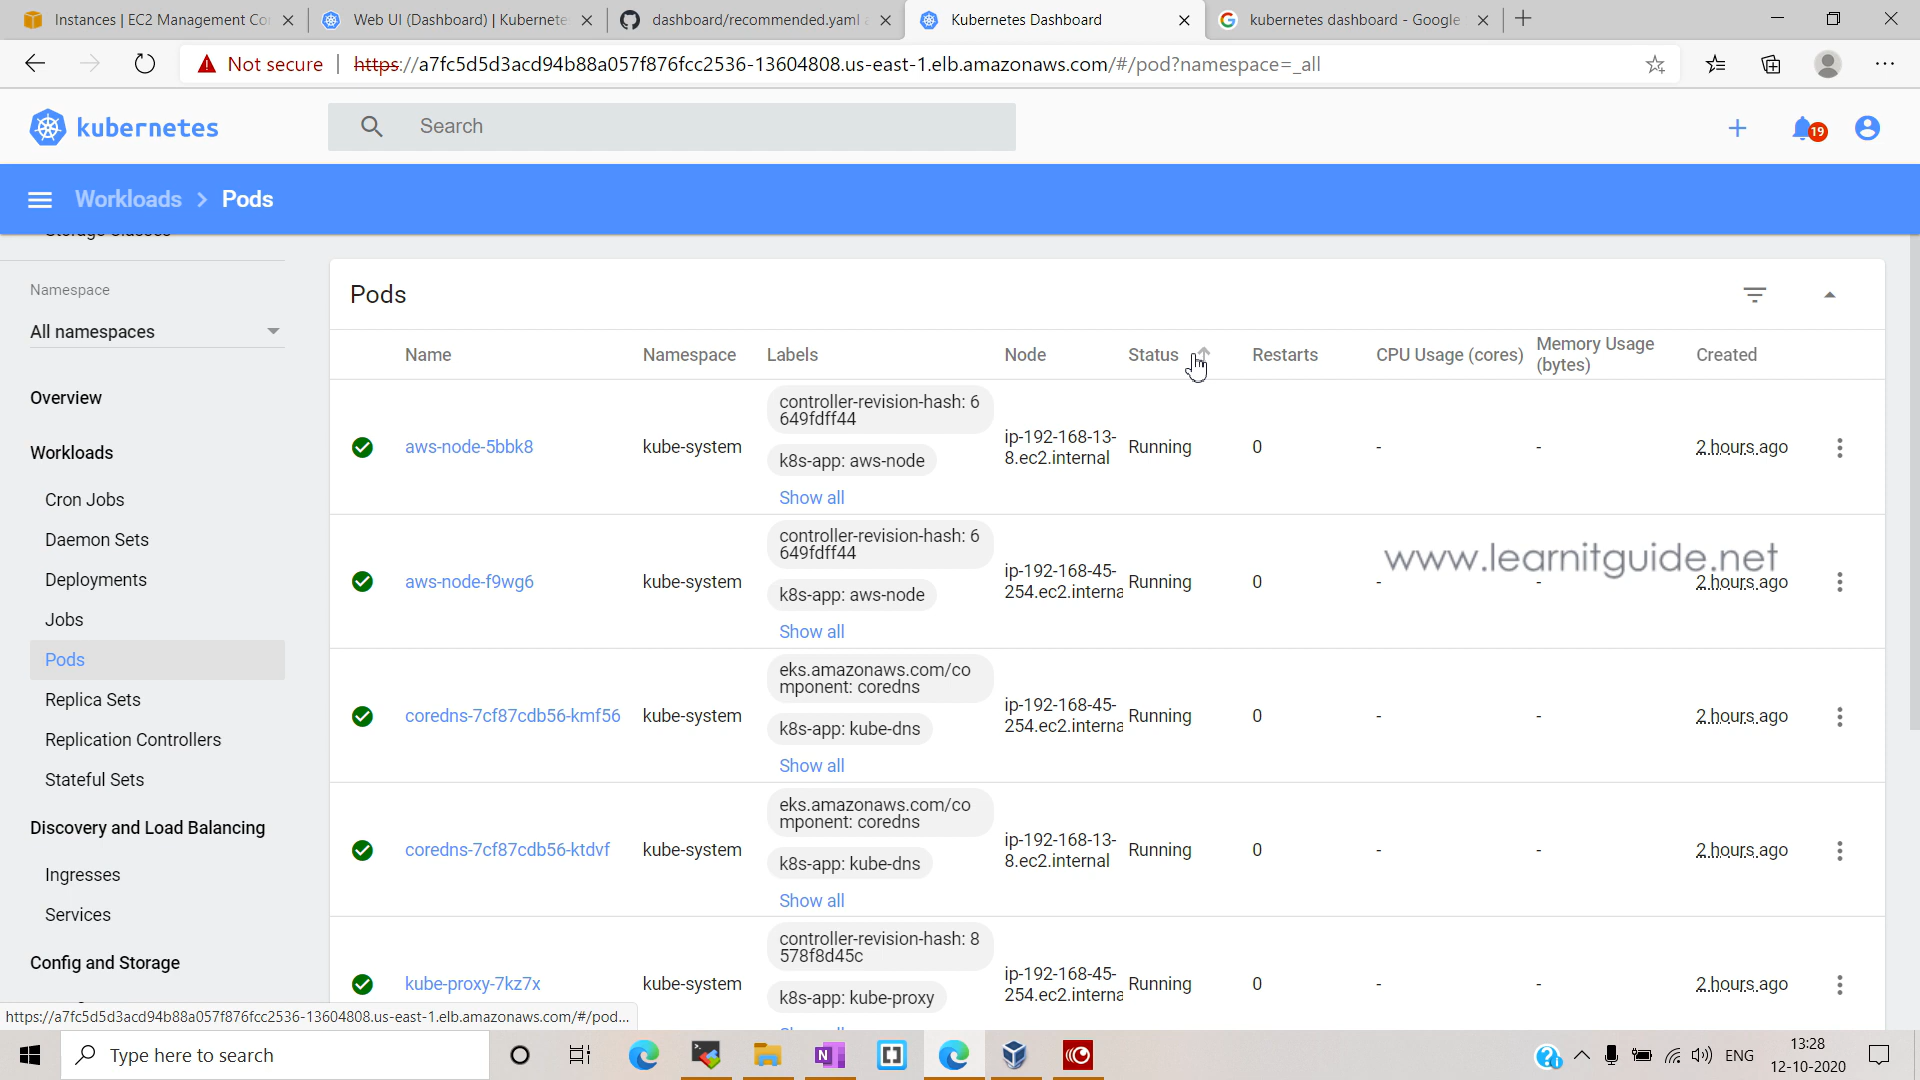 Instances | EC2 Management Co
Web UI (Dashboard) | Kubernete
dashboard/recommended.yaml
Kubernetes Dashboard
kubernetes dashboard - Google
Not secure
https://a7fc5d5d3acd94b88a057f876fcc2536-13604808.us-east-1.elb.amazonaws.com/#/pod?namespace=_all
kubernetes
Search
19
Workloads > Pods
Storage Classes
Namespace
All namespaces
Overview
Workloads
Cron Jobs
Daemon Sets
Deployments
Jobs
Pods
Replica Sets
Replication Controllers
Stateful Sets
Discovery and Load Balancing
Ingresses
Services
Config and Storage
Pods
Name Namespace Labels Node Status Restarts CPU Usage (cores) Memory Usage
(bytes) Created
controller-revision-hash: 6
649fdff44
aws-node-5bbk8 kube-system k8s-app: aws-node ip-192-168-13-
8.ec2.internal Running 0 - - 2 hours ago
Show all
controller-revision-hash: 6
649fdff44
aws-node-f9wg6 kube-system k8s-app: aws-node ip-192-168-45-
254.ec2.interna Running 0 - - 2 hours ago
Show all
www.learnitguide.net
eks.amazonaws.com/co
mponent: coredns
coredns-7cf87cdb56-kmf56 kube-system k8s-app: kube-dns ip-192-168-45-
254.ec2.interna Running 0 - - 2 hours ago
Show all
eks.amazonaws.com/co
mponent: coredns
coredns-7cf87cdb56-ktdvf kube-system k8s-app: kube-dns ip-192-168-13-
8.ec2.internal Running 0 - - 2 hours ago
Show all
controller-revision-hash: 8
578f8d45c
kube-proxy-7kz7x kube-system k8s-app: kube-proxy ip-192-168-45-
254.ec2.interna Running 0 - - 2 hours ago
https://a7fc5d5d3acd94b88a057f876fcc2536-13604808.us-east-1.elb.amazonaws.com/#/pod...
Type here to search
ENG
13:28
12-10-2020